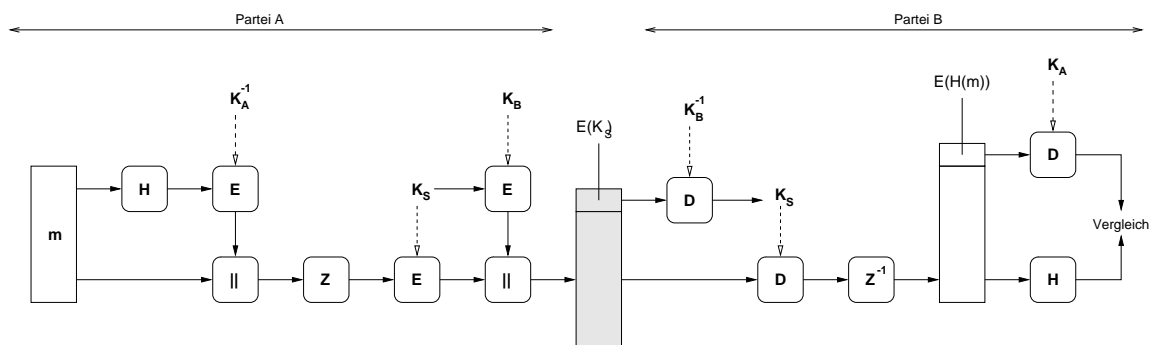 Partei A
Partei B
K_A^-1
K_B
E(K_S)
K_B^-1
E(H(m))
K_A
m
H
E
K_S
E
D
K_S
D
Vergleich
||
Z
E
||
D
Z^-1
H